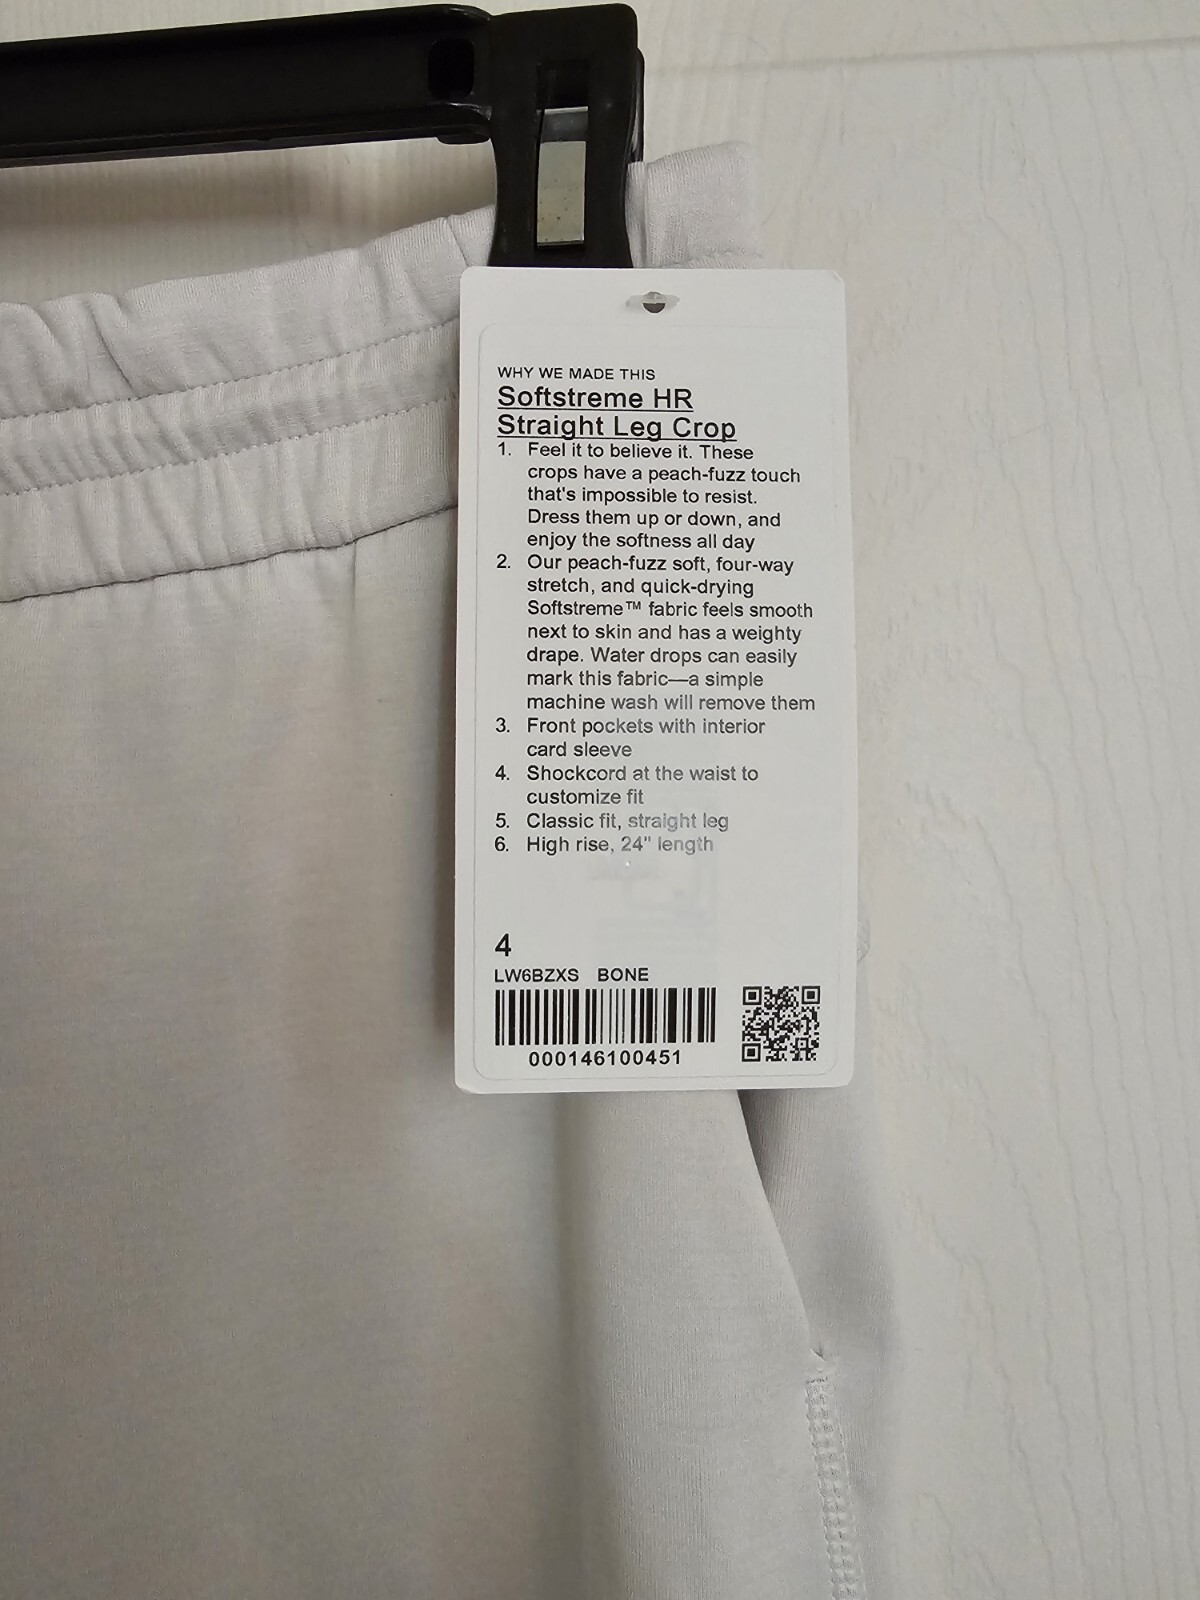 WHY WE MADE THIS
Softstreme HR
Straight Leg Crop
1. Feel it to believe it. These
crops have a peach-fuzz touch
that's impossible to resist.
Dress them up or down, and
enjoy the softness all day
2. Our peach-fuzz soft, four-way
stretch, and quick-drying
Softstreme™ fabric feels smooth
next to skin and has a weighty
drape. Water drops can easily
mark this fabric—a simple
machine wash will remove them
3. Front pockets with interior
card sleeve
4. Shockcord at the waist to
customize fit
5. Classic fit, straight leg
6. High rise, 24" length
4
LW6BZXS BONE
000146100451